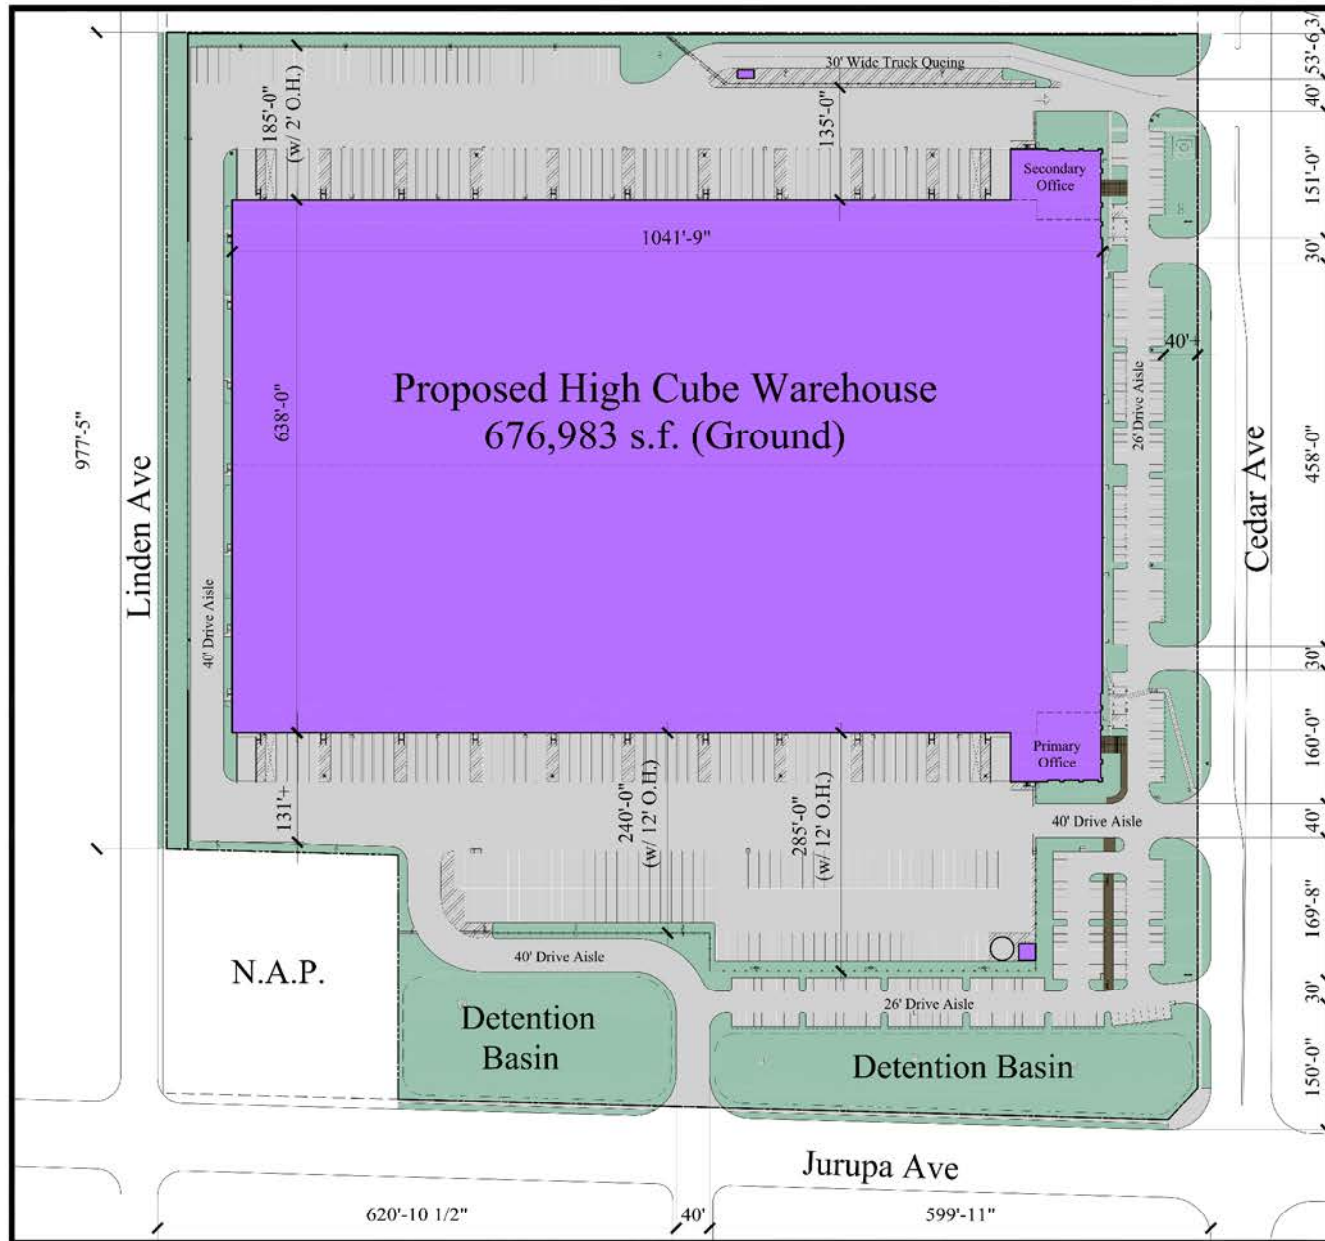 30' Wide Truck Queing
185'-0"
(w/ 2' O.H.)
135'-0"
53'-6
40'
151'-0"
30'
Secondary
Office
1041'-9"
40'+
Proposed High Cube Warehouse
676,983 s.f. (Ground)
638'-0"
977'-5"
Linden Ave
40' Drive Aisle
26' Drive Aisle
Cedar Ave
458'-0"
30'
Primary
Office
160'-0"
131'+
240'-0"
(w/ 12' O.H.)
285'-0"
(w/ 12' O.H.)
40' Drive Aisle
40'
169'-8"
N.A.P.
40' Drive Aisle
26' Drive Aisle
30'
Detention
Basin
Detention Basin
150'-0"
Jurupa Ave
620'-10 1/2"
40'
599'-11"